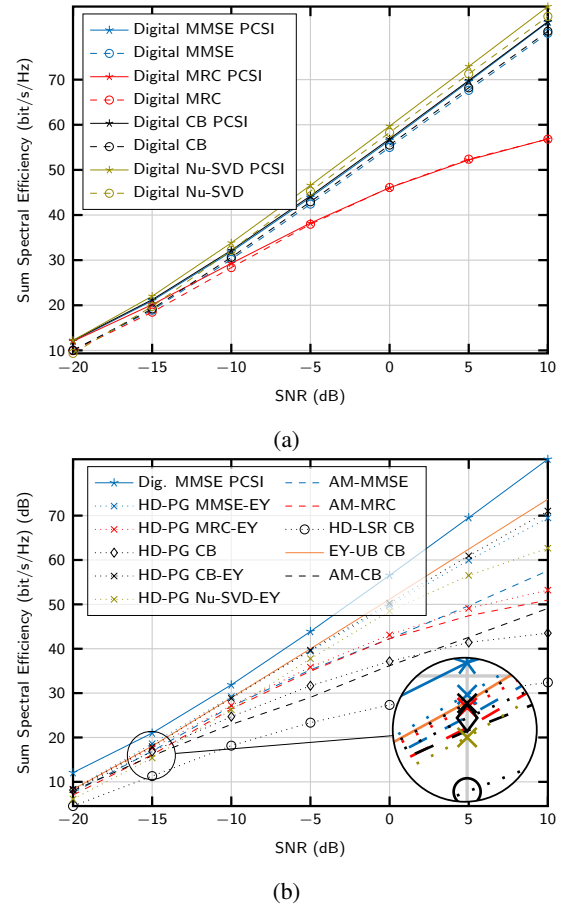 Sum Spectral Efficiency (bit/s/Hz)
Digital MMSE PCSI
Digital MMSE
Digital MRC PCSI
Digital MRC
Digital CB PCSI
Digital CB
Digital Nu-SVD PCSI
Digital Nu-SVD
70
60
50
40
30
20
10
−20 −15 −10 −5 0 5 10
SNR (dB)
(a)
Sum Spectral Efficiency (bit/s/Hz) (dB)
Dig. MMSE PCSI
HD-PG MMSE-EY
HD-PG MRC-EY
HD-PG CB
HD-PG CB-EY
HD-PG Nu-SVD-EY
AM-MMSE
AM-MRC
HD-LSR CB
EY-UB CB
AM-CB
80
70
60
50
40
30
20
10
−20 −15 −10 −5 0 5 10
SNR (dB)
(b)